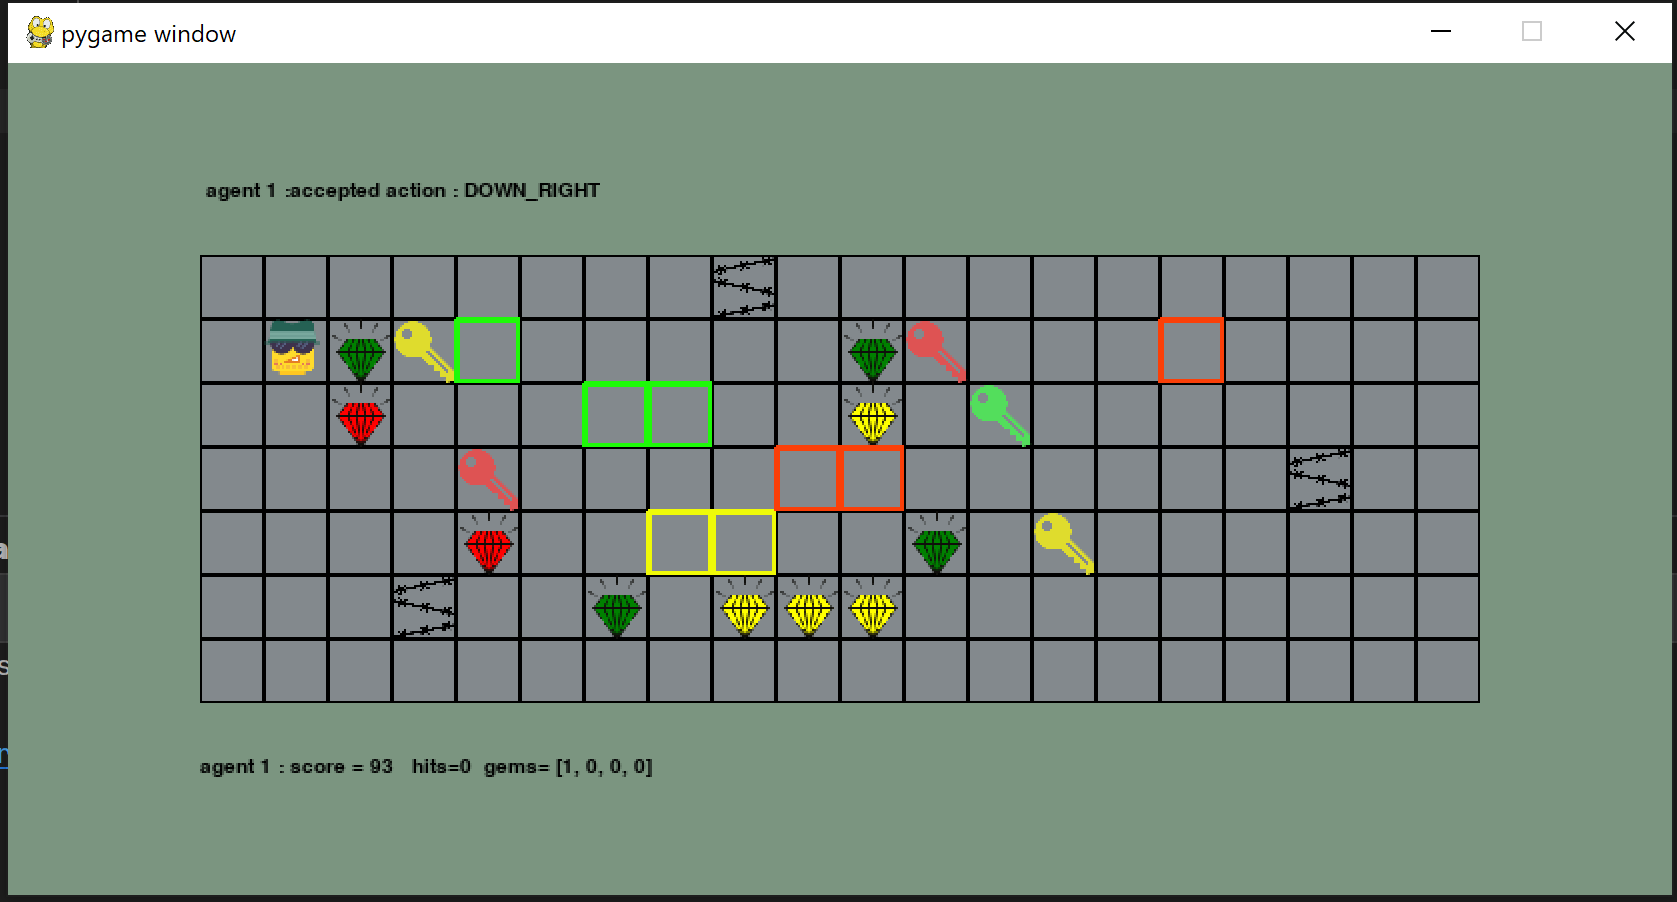 pygame window
agent 1 :accepted action : DOWN_RIGHT
agent 1 : score = 93 hits=0 gems= [1, 0, 0, 0]